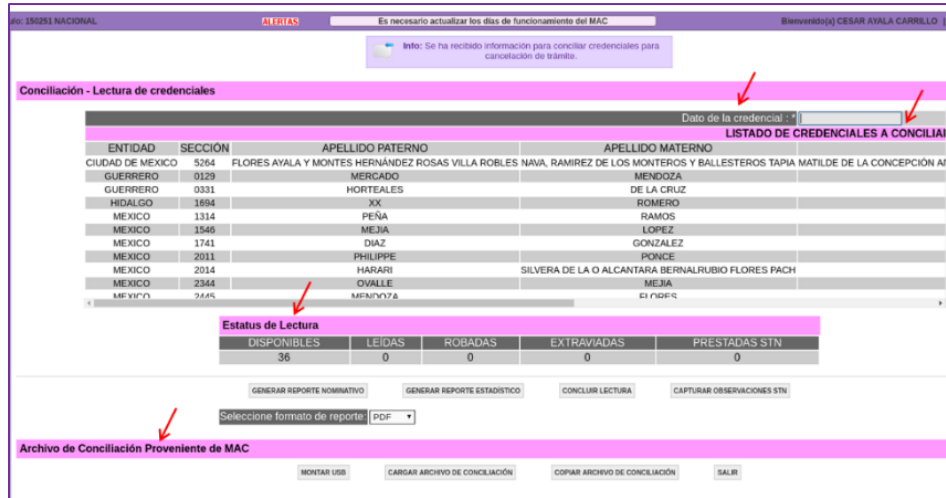 ulo: 150251 NACIONAL ALERTAS Es necesario actualizar los días de funcionamiento del MAC Bienvenido(a) CESAR AYALA CARRILLO
Info: Se ha recibido información para conciliar credenciales para
cancelación de trámite.
Conciliación - Lectura de credenciales
Dato de la credencial : *
LISTADO DE CREDENCIALES A CONCILIA
ENTIDAD SECCIÓN APELLIDO PATERNO APELLIDO MATERNO
CIUDAD DE MEXICO 5264 FLORES AYALA Y MONTES HERNÁNDEZ ROSAS VILLA ROBLES NAVA, RAMIREZ DE LOS MONTEROS Y BALLESTEROS TAPIA MATILDE DE LA CONCEPCIÓN A
GUERRERO 0129 MERCADO MENDOZA
GUERRERO 0331 HORTEALES DE LA CRUZ
HIDALGO 1694 XX ROMERO
MEXICO 1314 PEÑA RAMOS
MEXICO 1546 MEJIA LOPEZ
MEXICO 1741 DIAZ GONZALEZ
MEXICO 2011 PHILIPPE PONCE
MEXICO 2014 HARARI SILVERA DE LA O ALCANTARA BERNALRUBIO FLORES PACH
MEXICO 2344 OVALLE MEJIA
MEXICO 2445 MENDOZA FLORES
Estatus de Lectura
DISPONIBLES LEÍDAS ROBADAS EXTRAVIADAS PRESTADAS STN
36 0 0 0 0
GENERAR REPORTE NOMINATIVO GENERAR REPORTE ESTADÍSTICO CONCLUIR LECTURA CAPTURAR OBSERVACIONES STN
Seleccione formato de reporte: PDF
Archivo de Conciliación Proveniente de MAC
MONTAR USB CARGAR ARCHIVO DE CONCILIACIÓN COPIAR ARCHIVO DE CONCILIACIÓN SALIR